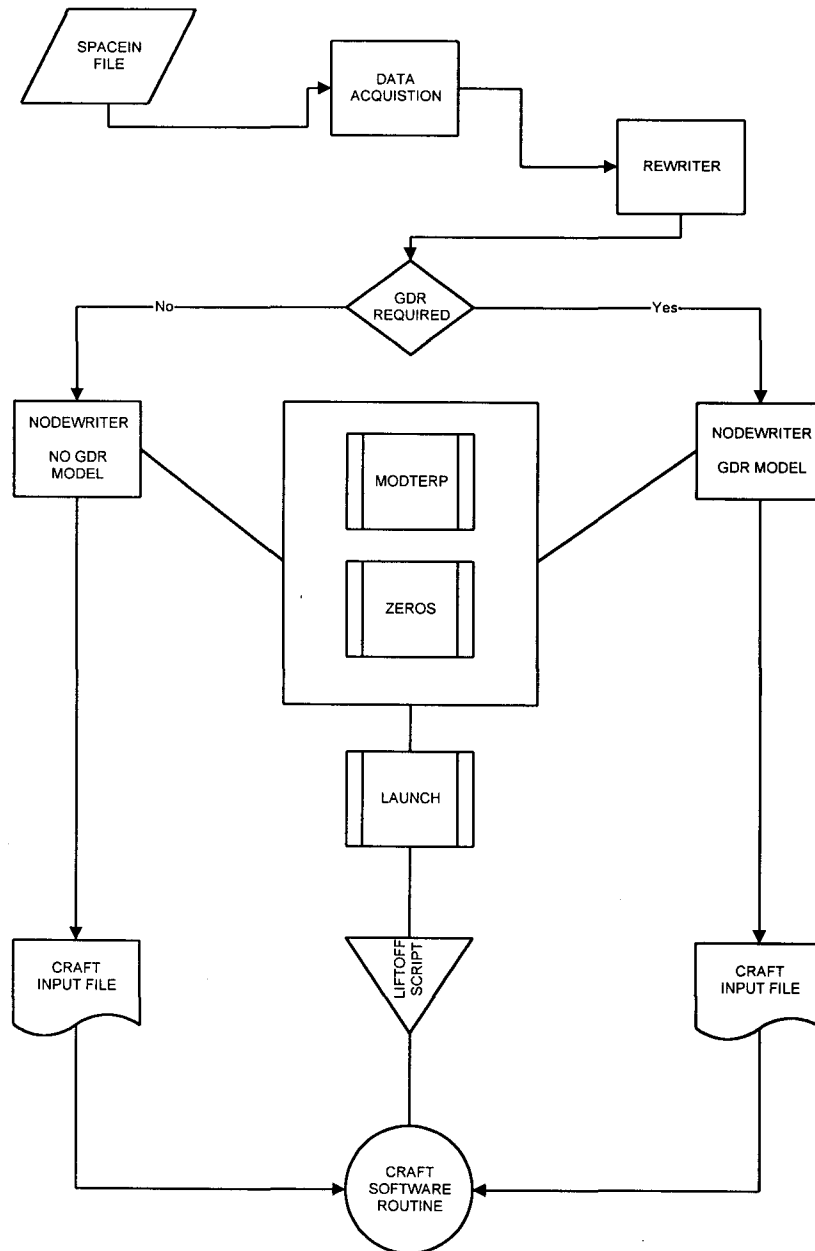 SPACEIN
FILE
DATA
ACQUISTION
REWRITER
GDR
REQUIRED
No
Yes
NODEWRITER
NO GDR
MODEL
MODTERP
ZEROS
NODEWRITER
GDR MODEL
LAUNCH
LIFTOFF
SCRIPT
CRAFT
INPUT FILE
CRAFT
INPUT FILE
CRAFT
SOFTWARE
ROUTINE